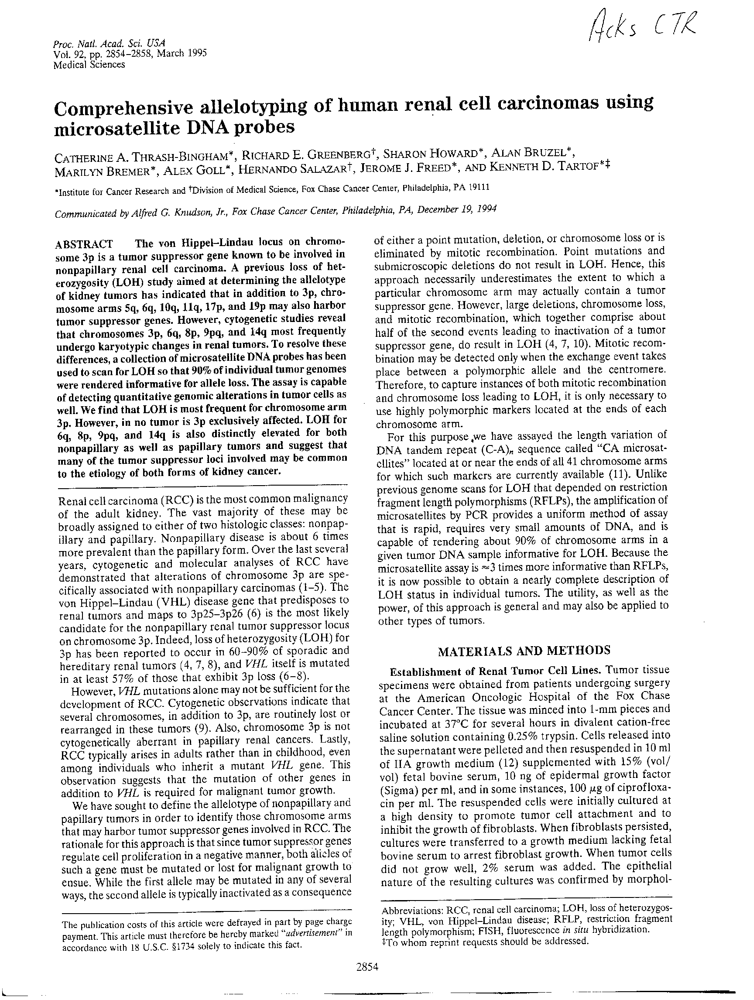 Acks CTR
Proc. Natl. Acad. Sci. USA
Vol. 92, pp. 2854–2858, March 1995
Medical Sciences
Comprehensive allelotyping of human renal cell carcinomas using
microsatellite DNA probes
CATHERINE A. THRASH-BINGHAM*, RICHARD E. GREENBERG†, SHARON HOWARD*, ALAN BRUZEL*,
MARILYN BREMER*, ALEX GOLL*, HERNANDO SALAZAR†, JEROME J. FREED*, AND KENNETH D. TARTOF*‡
*Institute for Cancer Research and †Division of Medical Science, Fox Chase Cancer Center, Philadelphia, PA 19111
Communicated by Alfred G. Knudson, Jr., Fox Chase Cancer Center, Philadelphia, PA, December 19, 1994
ABSTRACT The von Hippel–Lindau locus on chromo-
some 3p is a tumor suppressor gene known to be involved in
nonpapillary renal cell carcinoma. A previous loss of het-
erozygosity (LOH) study aimed at determining the allelotype
of kidney tumors has indicated that in addition to 3p, chro-
mosome arms 5q, 6q, 10q, 11q, 17p, and 19p may also harbor
tumor suppressor genes. However, cytogenetic studies reveal
that chromosomes 3p, 6q, 8p, 9pq, and 14q most frequently
undergo karyotypic changes in renal tumors. To resolve these
differences, a collection of microsatellite DNA probes has been
used to scan for LOH so that 90% of individual tumor genomes
were rendered informative for allele loss. The assay is capable
of detecting quantitative genomic alterations in tumor cells as
well. We find that LOH is most frequent for chromosome arm
3p. However, in no tumor is 3p exclusively affected. LOH for
6q, 8p, 9pq, and 14q is also distinctly elevated for both
nonpapillary as well as papillary tumors and suggest that
many of the tumor suppressor loci involved may be common
to the etiology of both forms of kidney cancer.
Renal cell carcinoma (RCC) is the most common malignancy
of the adult kidney. The vast majority of these may be
broadly assigned to either of two histologic classes: nonpap-
illary and papillary. Nonpapillary disease is about 6 times
more prevalent than the papillary form. Over the last several
years, cytogenetic and molecular analyses of RCC have
demonstrated that alterations of chromosome 3p are spe-
cifically associated with nonpapillary carcinomas (1–5). The
von Hippel–Lindau (VHL) disease gene that predisposes to
renal tumors and maps to 3p25–3p26 (6) is the most likely
candidate for the nonpapillary renal tumor suppressor locus
on chromosome 3p. Indeed, loss of heterozygosity (LOH) for
3p has been reported to occur in 60–90% of sporadic and
hereditary renal tumors (4, 7, 8), and VHL itself is mutated
in at least 57% of those that exhibit 3p loss (6–8).
However, VHL mutations alone may not be sufficient for the
development of RCC. Cytogenetic observations indicate that
several chromosomes, in addition to 3p, are routinely lost or
rearranged in these tumors (9). Also, chromosome 3p is not
cytogenetically aberrant in papillary renal cancers. Lastly,
RCC typically arises in adults rather than in childhood, even
among individuals who inherit a mutant VHL gene. This
observation suggests that the mutation of other genes in
addition to VHL is required for malignant tumor growth.
We have sought to define the allelotype of nonpapillary and
papillary tumors in order to identify those chromosome arms
that may harbor tumor suppressor genes involved in RCC. The
rationale for this approach is that since tumor suppressor genes
regulate cell proliferation in a negative manner, both alleles of
such a gene must be mutated or lost for malignant growth to
ensue. While the first allele may be mutated in any of several
ways, the second allele is typically inactivated as a consequence
The publication costs of this article were defrayed in part by page charge
payment. This article must therefore be hereby marked "advertisement" in
accordance with 18 U.S.C. §1734 solely to indicate this fact.
of either a point mutation, deletion, or chromosome loss or is
eliminated by mitotic recombination. Point mutations and
submicroscopic deletions do not result in LOH. Hence, this
approach necessarily underestimates the extent to which a
particular chromosome arm may actually contain a tumor
suppressor gene. However, large deletions, chromosome loss,
and mitotic recombination, which together comprise about
half of the second events leading to inactivation of a tumor
suppressor gene, do result in LOH (4, 7, 10). Mitotic recom-
bination may be detected only when the exchange event takes
place between a polymorphic allele and the centromere.
Therefore, to capture instances of both mitotic recombination
and chromosome loss leading to LOH, it is only necessary to
use highly polymorphic markers located at the ends of each
chromosome arm.
For this purpose we have assayed the length variation of
DNA tandem repeat (C-A)n sequence called "CA microsat-
ellites" located at or near the ends of all 41 chromosome arms
for which such markers are currently available (11). Unlike
previous genome scans for LOH that depended on restriction
fragment length polymorphisms (RFLPs), the amplification of
microsatellites by PCR provides a uniform method of assay
that is rapid, requires very small amounts of DNA, and is
capable of rendering about 90% of chromosome arms in a
given tumor DNA sample informative for LOH. Because the
microsatellite assay is ≈3 times more informative than RFLPs,
it is now possible to obtain a nearly complete description of
LOH status in individual tumors. The utility, as well as the
power, of this approach is general and may also be applied to
other types of tumors.
MATERIALS AND METHODS
Establishment of Renal Tumor Cell Lines. Tumor tissue
specimens were obtained from patients undergoing surgery
at the American Oncologic Hospital of the Fox Chase
Cancer Center. The tissue was minced into 1-mm pieces and
incubated at 37°C for several hours in divalent cation-free
saline solution containing 0.25% trypsin. Cells released into
the supernatant were pelleted and then resuspended in 10 ml
of IIA growth medium (12) supplemented with 15% (vol/
vol) fetal bovine serum, 10 ng of epidermal growth factor
(Sigma) per ml, and in some instances, 100 μg of ciprofloxa-
cin per ml. The resuspended cells were initially cultured at
a high density to promote tumor cell attachment and to
inhibit the growth of fibroblasts. When fibroblasts persisted,
cultures were transferred to a growth medium lacking fetal
bovine serum to arrest fibroblast growth. When tumor cells
did not grow well, 2% serum was added. The epithelial
nature of the resulting cultures was confirmed by morphol-
Abbreviations: RCC, renal cell carcinoma; LOH, loss of heterozygos-
ity; VHL, von Hippel–Lindau disease; RFLP, restriction fragment
length polymorphism; FISH, fluorescence in situ hybridization.
‡To whom reprint requests should be addressed.
2854